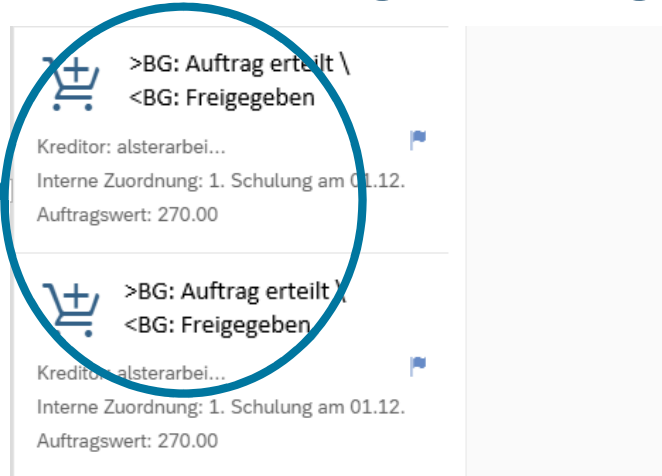 >BG: Auftrag erteilt \
<BG: Freigegeben
Kreditor: alsterarbei...
Interne Zuordnung: 1. Schulung am 01.12.
Auftragswert: 270.00
>BG: Auftrag erteilt \
<BG: Freigegeben
Kreditor: alsterarbei...
Interne Zuordnung: 1. Schulung am 01.12.
Auftragswert: 270.00